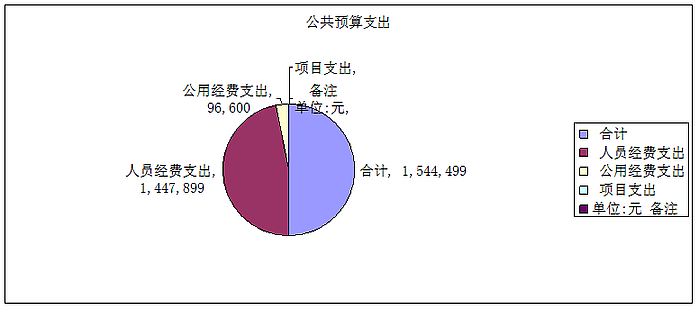 公共预算支出
项目支出,
备注
单位:元,
公用经费支出,
96,600
人员经费支出,
1,447,899
合计, 1,544,499
合计
人员经费支出
公用经费支出
项目支出
单位:元 备注